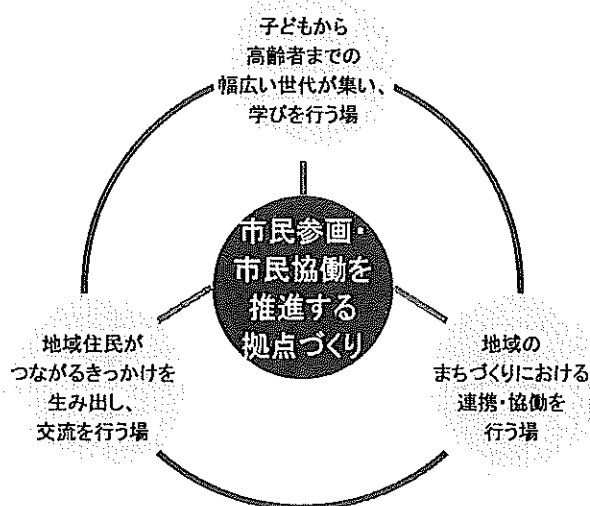 子どもから
高齢者までの
幅広い世代が集い、
学びを行う場
市民参画・
市民協働を
推進する
拠点づくり
地域住民が
つながるきっかけを
生み出し、
交流を行う場
地域の
まちづくりにおける
連携・協働を
行う場